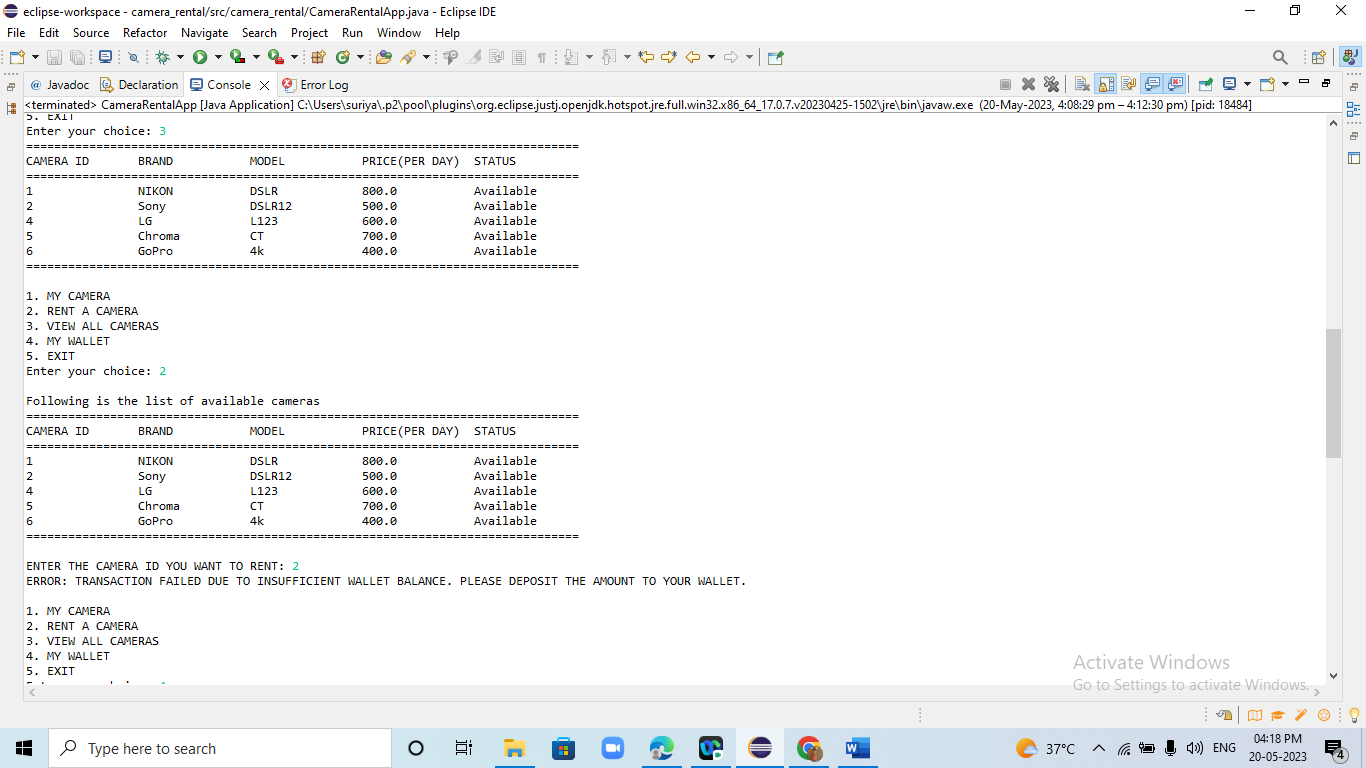 eclipse-workspace - camera_rental/src/camera_rental/CameraRentalApp.java - Eclipse IDE
File Edit Source Refactor Navigate Search Project Run Window Help
@ Javadoc Declaration Console Error Log
<terminated> CameraRentalApp [Java Application] C:\Users\suriya\.p2\pool\plugins\org.eclipse.justj.openjdk.hotspot.jre.full.win32.x86_64_17.0.7.v20230425-1502\jre\bin\javaw.exe (20-May-2023, 4:08:29 pm – 4:12:30 pm) [pid: 18484]
5. EXIT
Enter your choice: 3
===============================================================================
CAMERA ID BRAND MODEL PRICE(PER DAY) STATUS
===============================================================================
1 NIKON DSLR 800.0 Available
2 Sony DSLR12 500.0 Available
4 LG L123 600.0 Available
5 Chroma CT 700.0 Available
6 GoPro 4k 400.0 Available
===============================================================================
1. MY CAMERA
2. RENT A CAMERA
3. VIEW ALL CAMERAS
4. MY WALLET
5. EXIT
Enter your choice: 2
Following is the list of available cameras
===============================================================================
CAMERA ID BRAND MODEL PRICE(PER DAY) STATUS
===============================================================================
1 NIKON DSLR 800.0 Available
2 Sony DSLR12 500.0 Available
4 LG L123 600.0 Available
5 Chroma CT 700.0 Available
6 GoPro 4k 400.0 Available
===============================================================================
ENTER THE CAMERA ID YOU WANT TO RENT: 2
ERROR: TRANSACTION FAILED DUE TO INSUFFICIENT WALLET BALANCE. PLEASE DEPOSIT THE AMOUNT TO YOUR WALLET.
1. MY CAMERA
2. RENT A CAMERA
3. VIEW ALL CAMERAS
4. MY WALLET
5. EXIT
Activate Windows
Go to Settings to activate Windows.
Type here to search
37°C
ENG
04:18 PM
20-05-2023
4